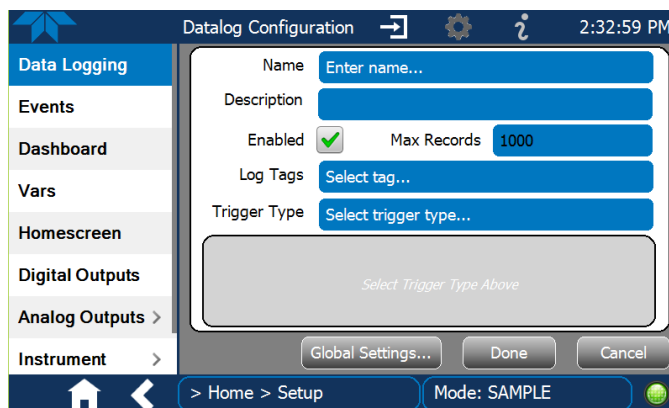 Datalog Configuration 2:32:59 PM
Data Logging
Events
Dashboard
Vars
Homescreen
Digital Outputs
Analog Outputs >
Instrument >
Name Enter name...
Description
Enabled Max Records 1000
Log Tags Select tag...
Trigger Type Select trigger type...
Select Trigger Type Above
Global Settings... Done Cancel
> Home > Setup Mode: SAMPLE